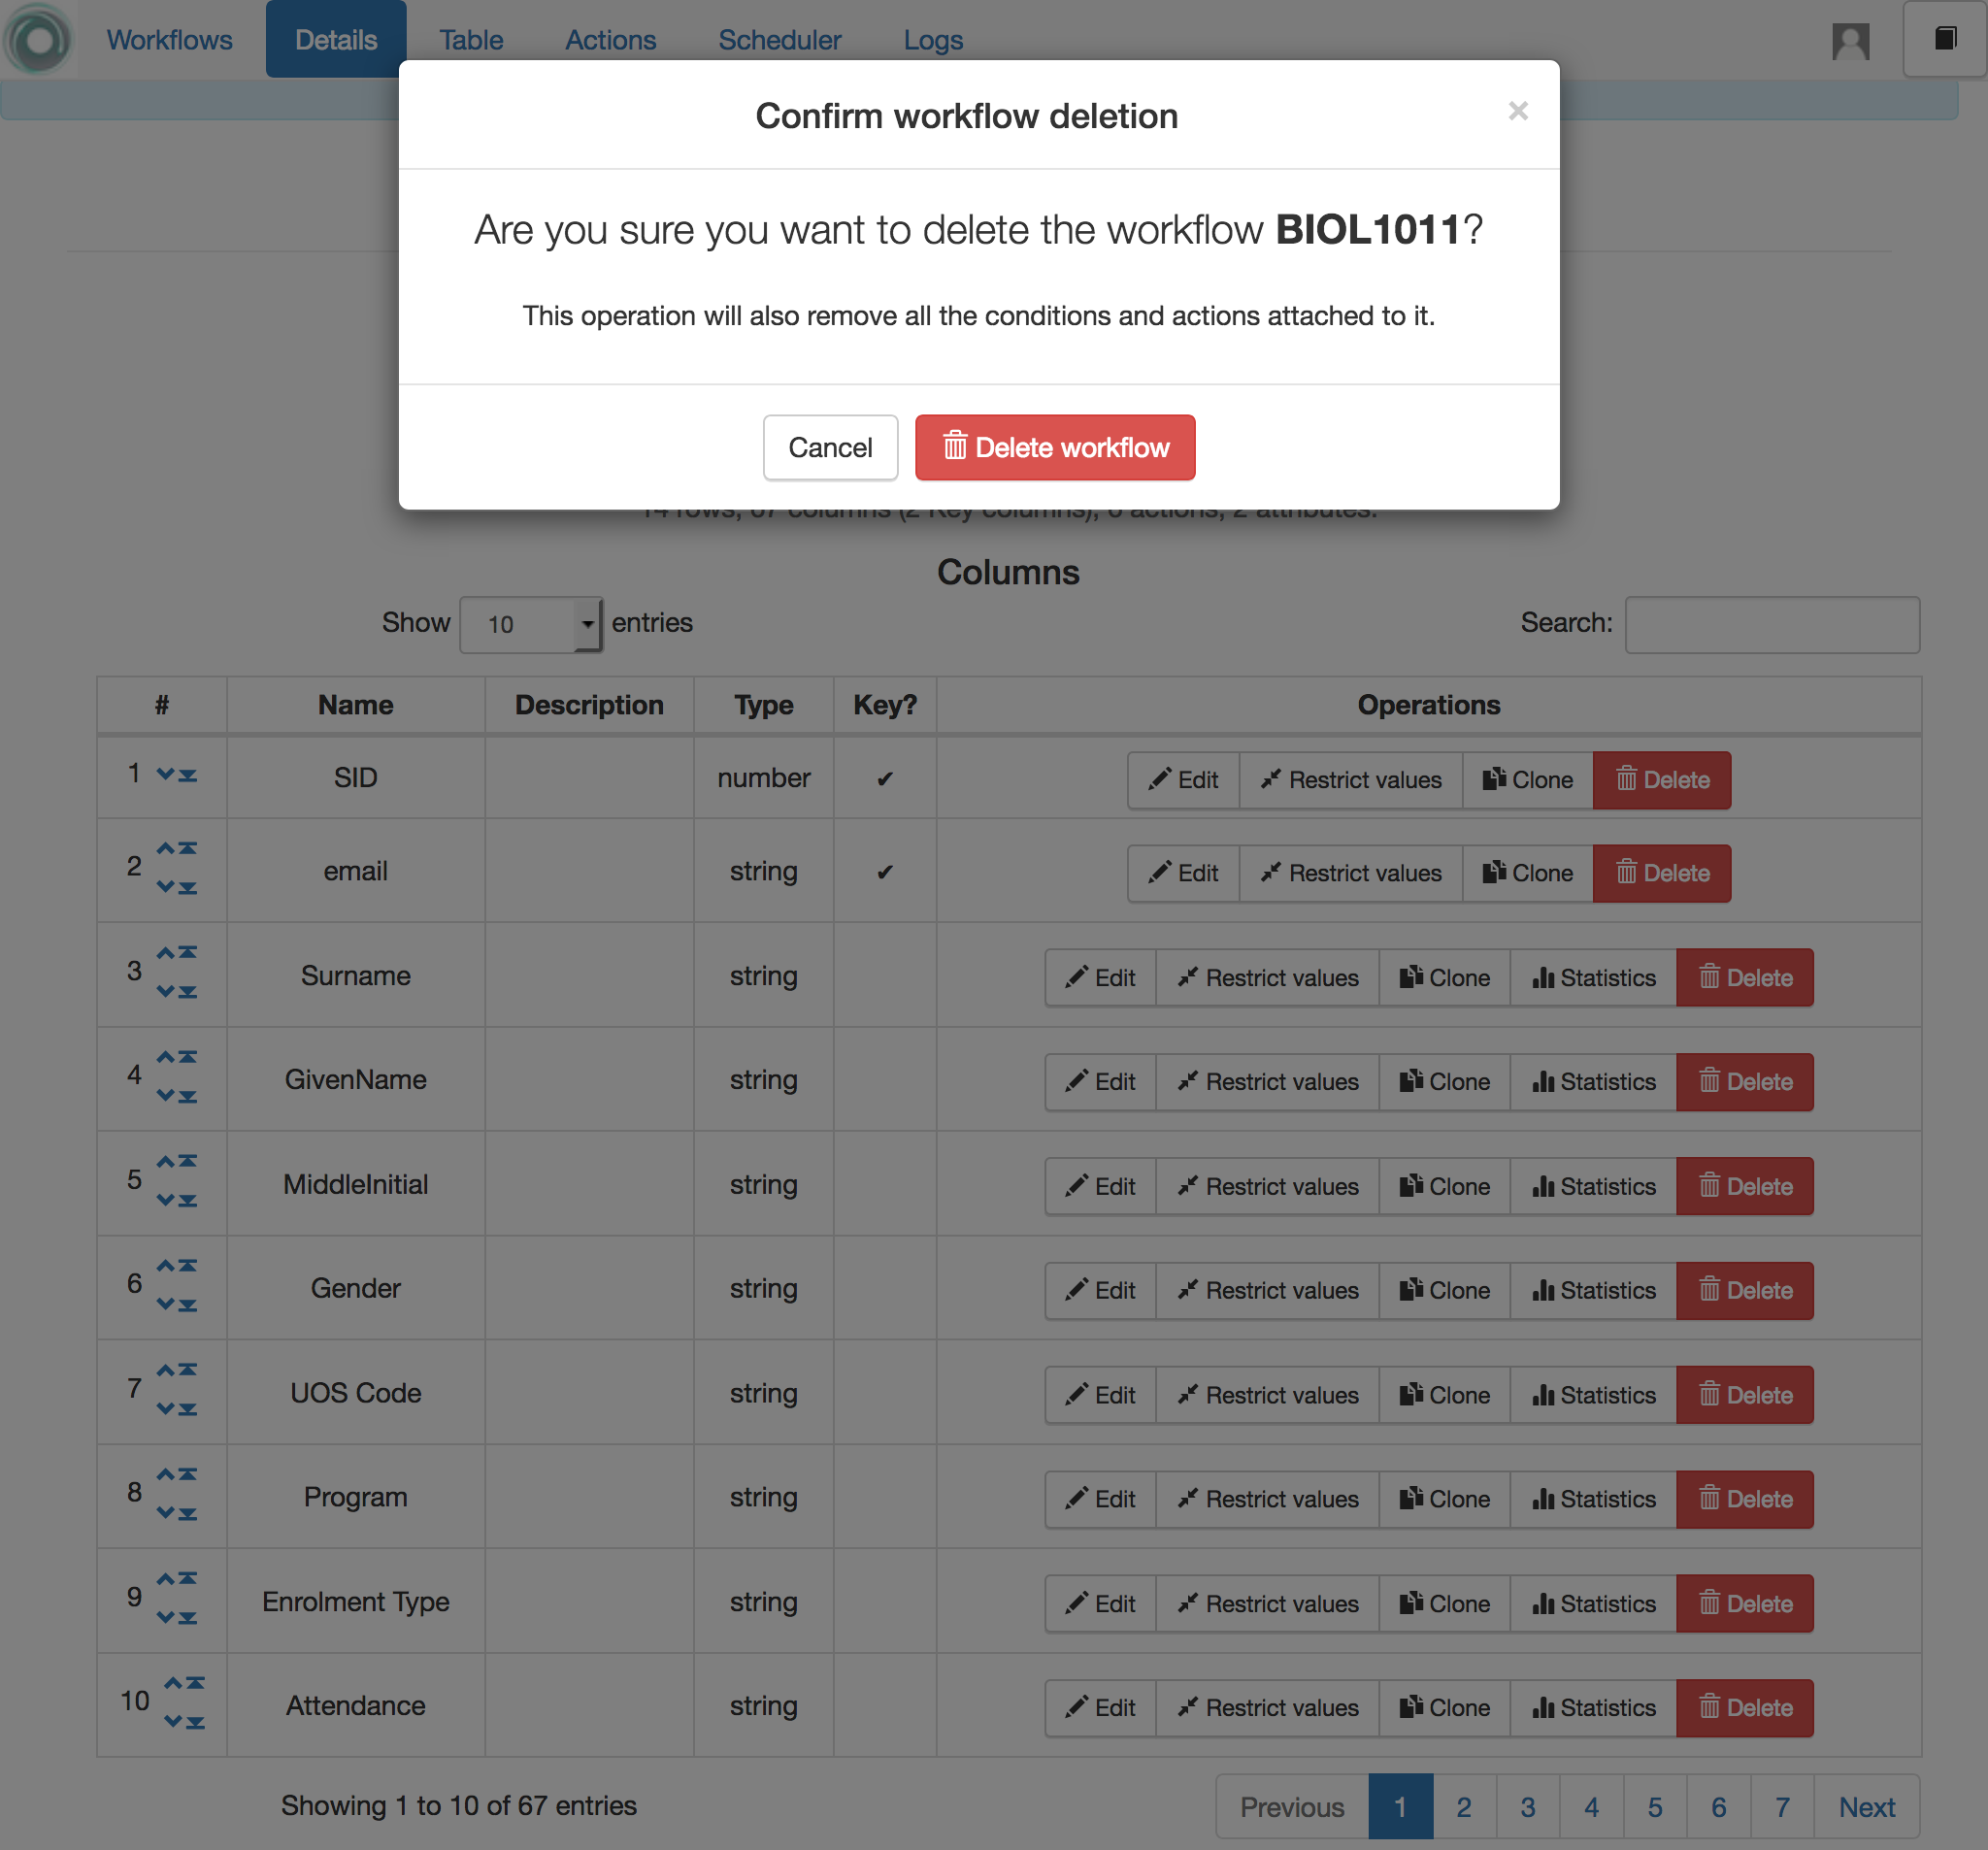 Workflows Details Table Actions Scheduler Logs
Confirm workflow deletion ×
Are you sure you want to delete the workflow BIOL1011?
This operation will also remove all the conditions and actions attached to it.
Cancel Delete workflow
14 rows, 67 columns (2 Key columns), 6 actions, 2 attributes.
Columns
Show 10 entries Search:
# Name Description Type Key? Operations
1 SID number ✔ Edit Restrict values Clone Delete
2 email string ✔ Edit Restrict values Clone Delete
3 Surname string Edit Restrict values Clone Statistics Delete
4 GivenName string Edit Restrict values Clone Statistics Delete
5 MiddleInitial string Edit Restrict values Clone Statistics Delete
6 Gender string Edit Restrict values Clone Statistics Delete
7 UOS Code string Edit Restrict values Clone Statistics Delete
8 Program string Edit Restrict values Clone Statistics Delete
9 Enrolment Type string Edit Restrict values Clone Statistics Delete
10 Attendance string Edit Restrict values Clone Statistics Delete
Showing 1 to 10 of 67 entries Previous 1 2 3 4 5 6 7 Next